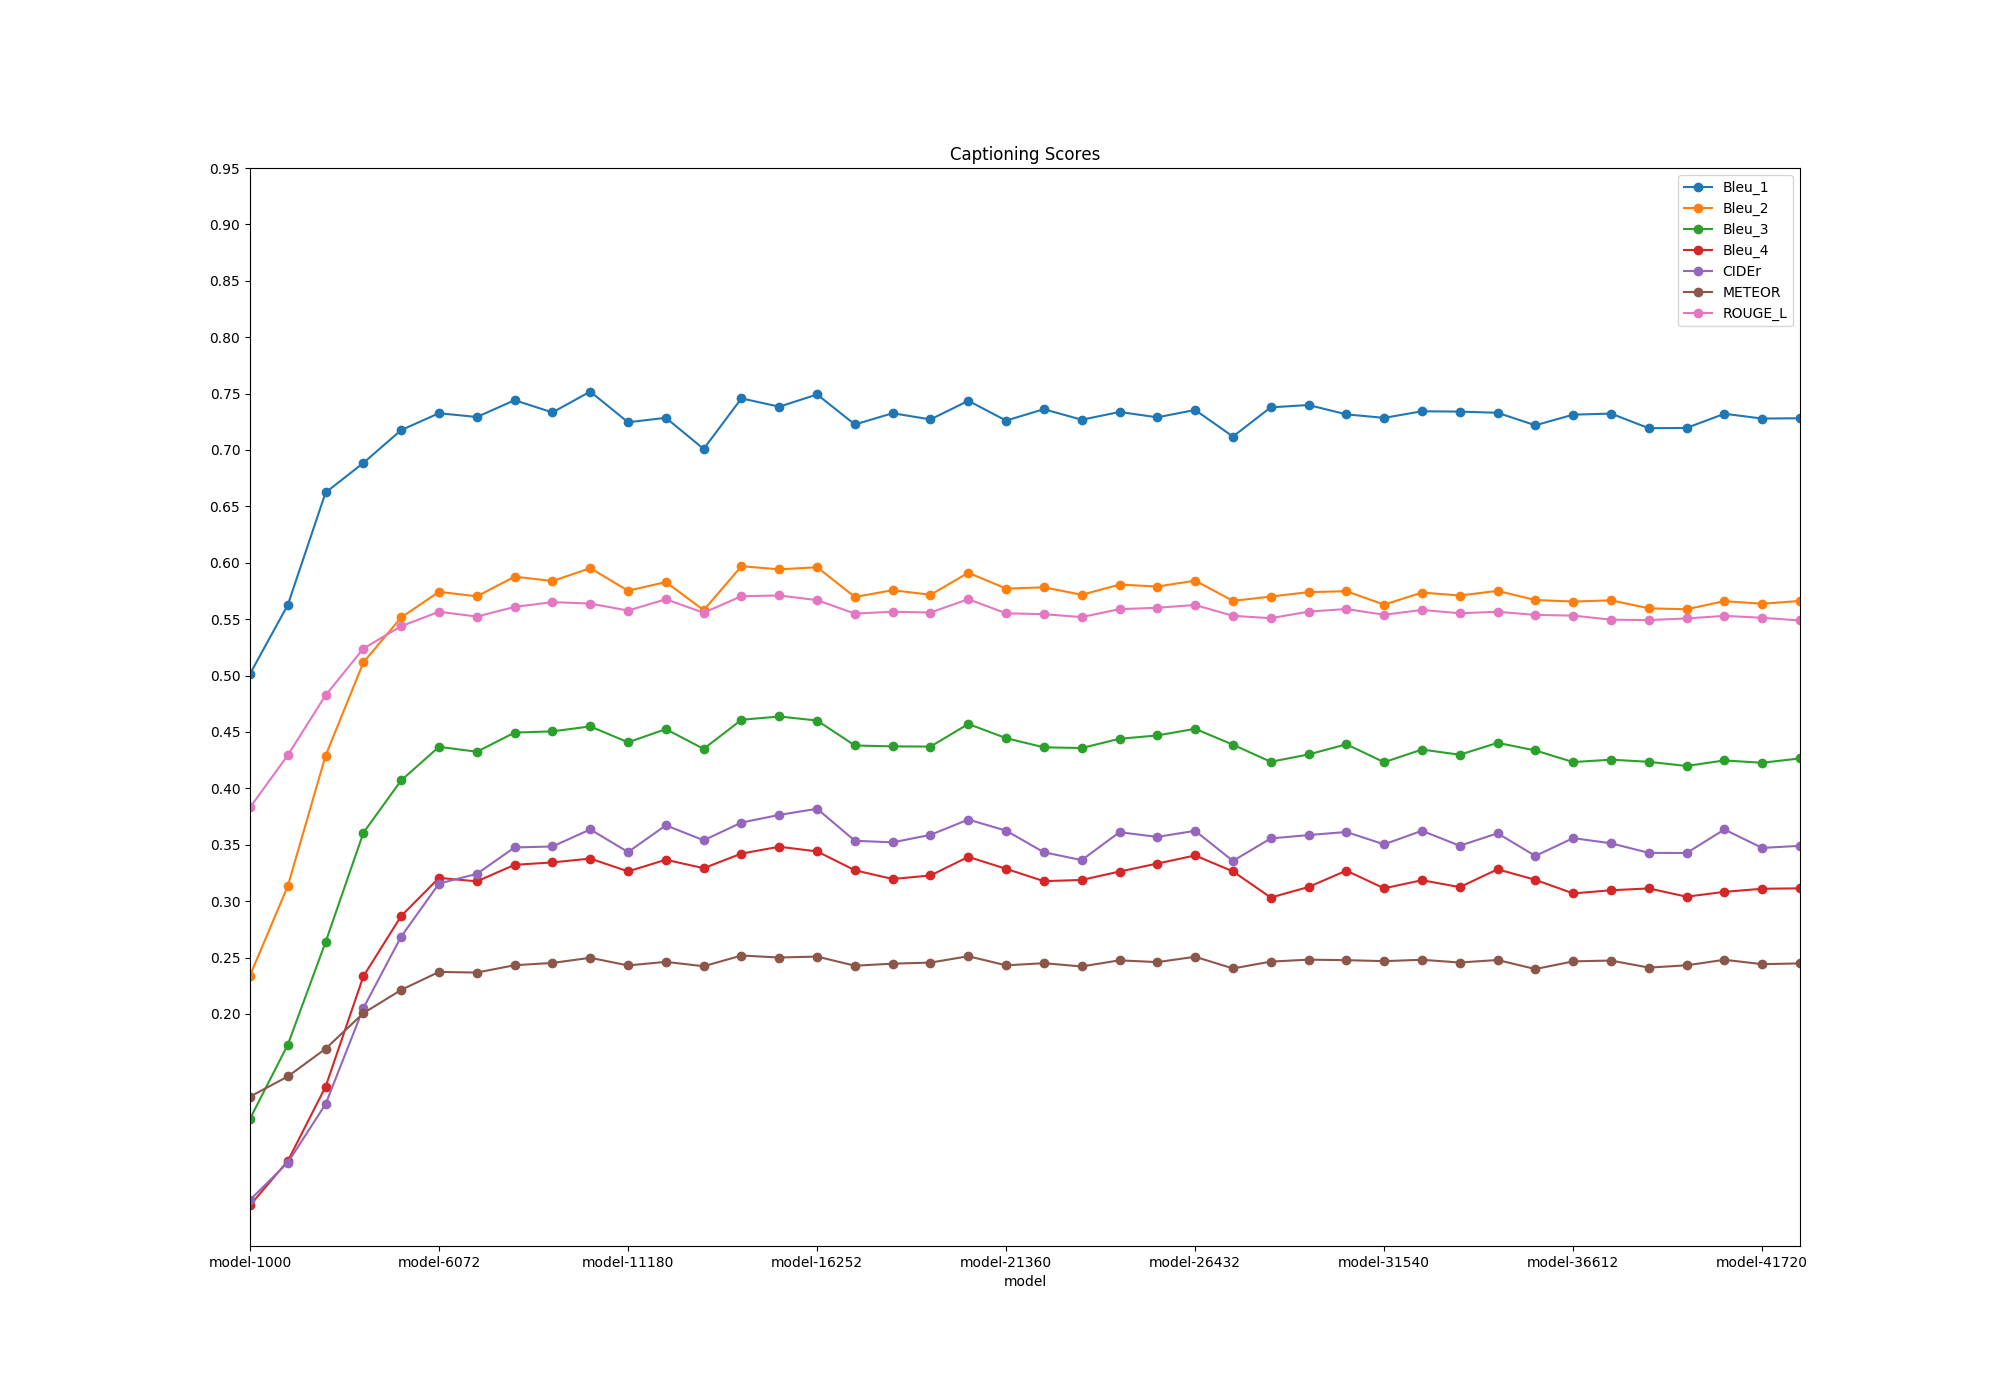 Captioning Scores
0.95
0.90
0.85
0.80
0.75
0.70
0.65
0.60
0.55
0.50
0.45
0.40
0.35
0.30
0.25
0.20
Bleu_1
Bleu_2
Bleu_3
Bleu_4
CIDEr
METEOR
ROUGE_L
model-1000 model-6072 model-11180 model-16252 model-21360 model-26432 model-31540 model-36612 model-41720
model